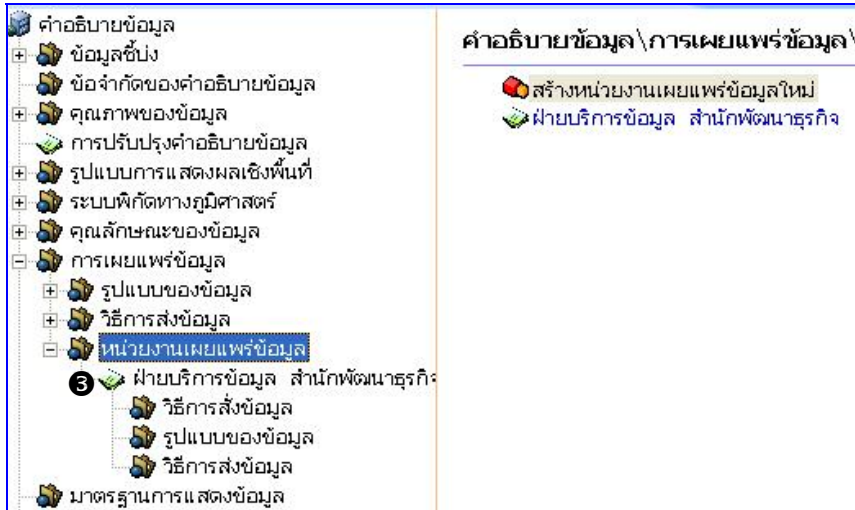 คำอธิบายข้อมูล
ข้อมูลชี้บ่ง
ข้อจำกัดของคำอธิบายข้อมูล
คุณภาพของข้อมูล
การปรับปรุงคำอธิบายข้อมูล
รูปแบบการแสดงผลเชิงพื้นที่
ระบบพิกัดทางภูมิศาสตร์
คุณลักษณะของข้อมูล
การเผยแพร่ข้อมูล
รูปแบบของข้อมูล
วิธีการส่งข้อมูล
หน่วยงานเผยแพร่ข้อมูล
❸ ฝ่ายบริการข้อมูล สำนักพัฒนาธุรกิจ
วิธีการสั่งข้อมูล
รูปแบบของข้อมูล
วิธีการส่งข้อมูล
มาตรฐานการแสดงข้อมูล
คำอธิบายข้อมูล\การเผยแพร่ข้อมูล\
สร้างหน่วยงานเผยแพร่ข้อมูลใหม่
ฝ่ายบริการข้อมูล สำนักพัฒนาธุรกิจ